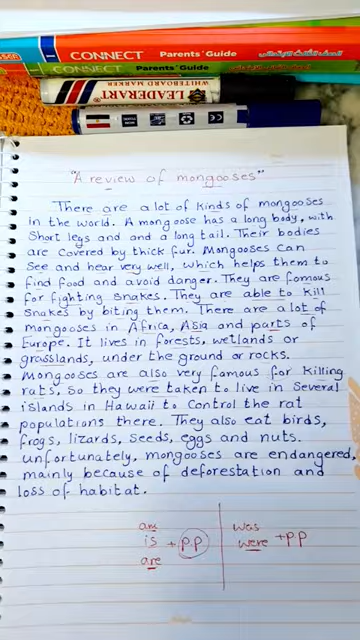 CONNECT Parents' Guide
CONNECT Parents' Guide
LEADERART WHITEBOARD MARKER
"A review of mongooses"
There are a lot of kinds of mongooses
in the world. A mongoose has a long body, with
short legs and and a long tail. Their bodies
are covered by thick fur. Mongooses can
see and hear very well, which helps them to
find food and avoid danger. They are famous
for fighting snakes. They are able to kill
snakes by biting them. There are a lot of
mongooses in Africa, Asia and parts of
Europe. It lives in forests, wetlands or
grasslands, under the ground or rocks.
Mongooses are also very famous for killing
rats, so they were taken to live in several
islands in Hawaii to control the rat
populations there. They also eat birds,
frogs, lizards, seeds, eggs and nuts.
unfortunately, mongooses are endangered,
mainly because of deforestation and
loss of habitat.
am
is + p.p
are
was
were + p.p